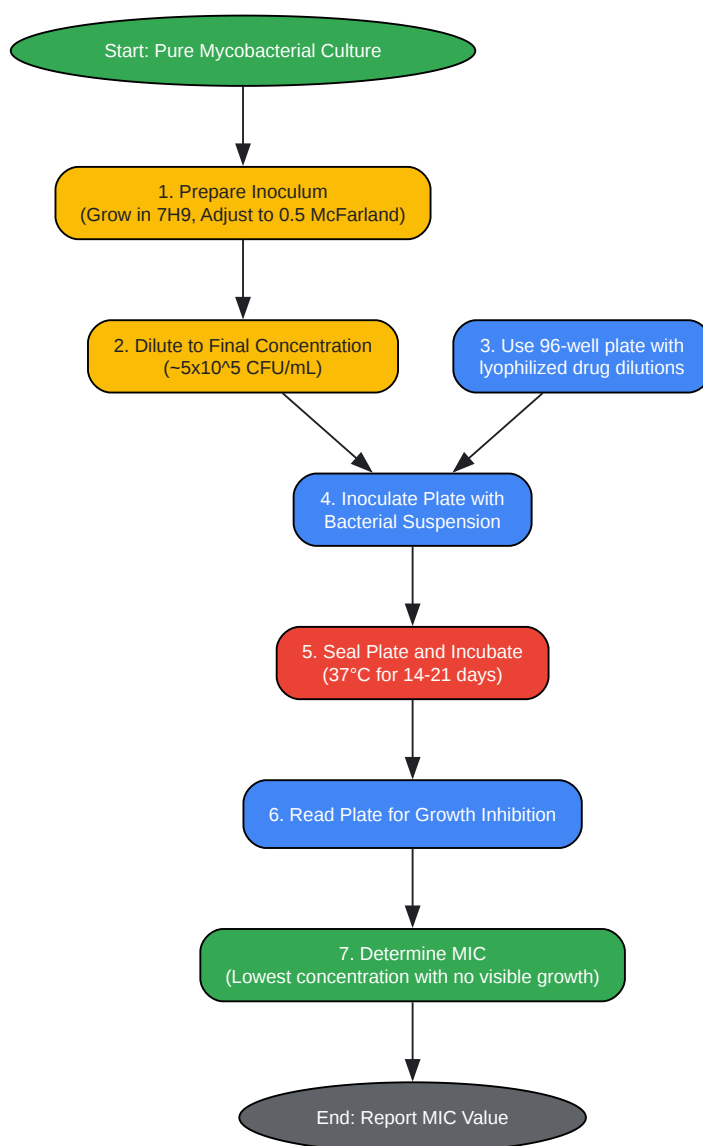 Start: Pure Mycobacterial Culture
1. Prepare Inoculum
(Grow in 7H9, Adjust to 0.5 McFarland)
2. Dilute to Final Concentration
(~5x10^5 CFU/mL)
3. Use 96-well plate with
lyophilized drug dilutions
4. Inoculate Plate with
Bacterial Suspension
5. Seal Plate and Incubate
(37°C for 14-21 days)
6. Read Plate for Growth Inhibition
7. Determine MIC
(Lowest concentration with no visible growth)
End: Report MIC Value